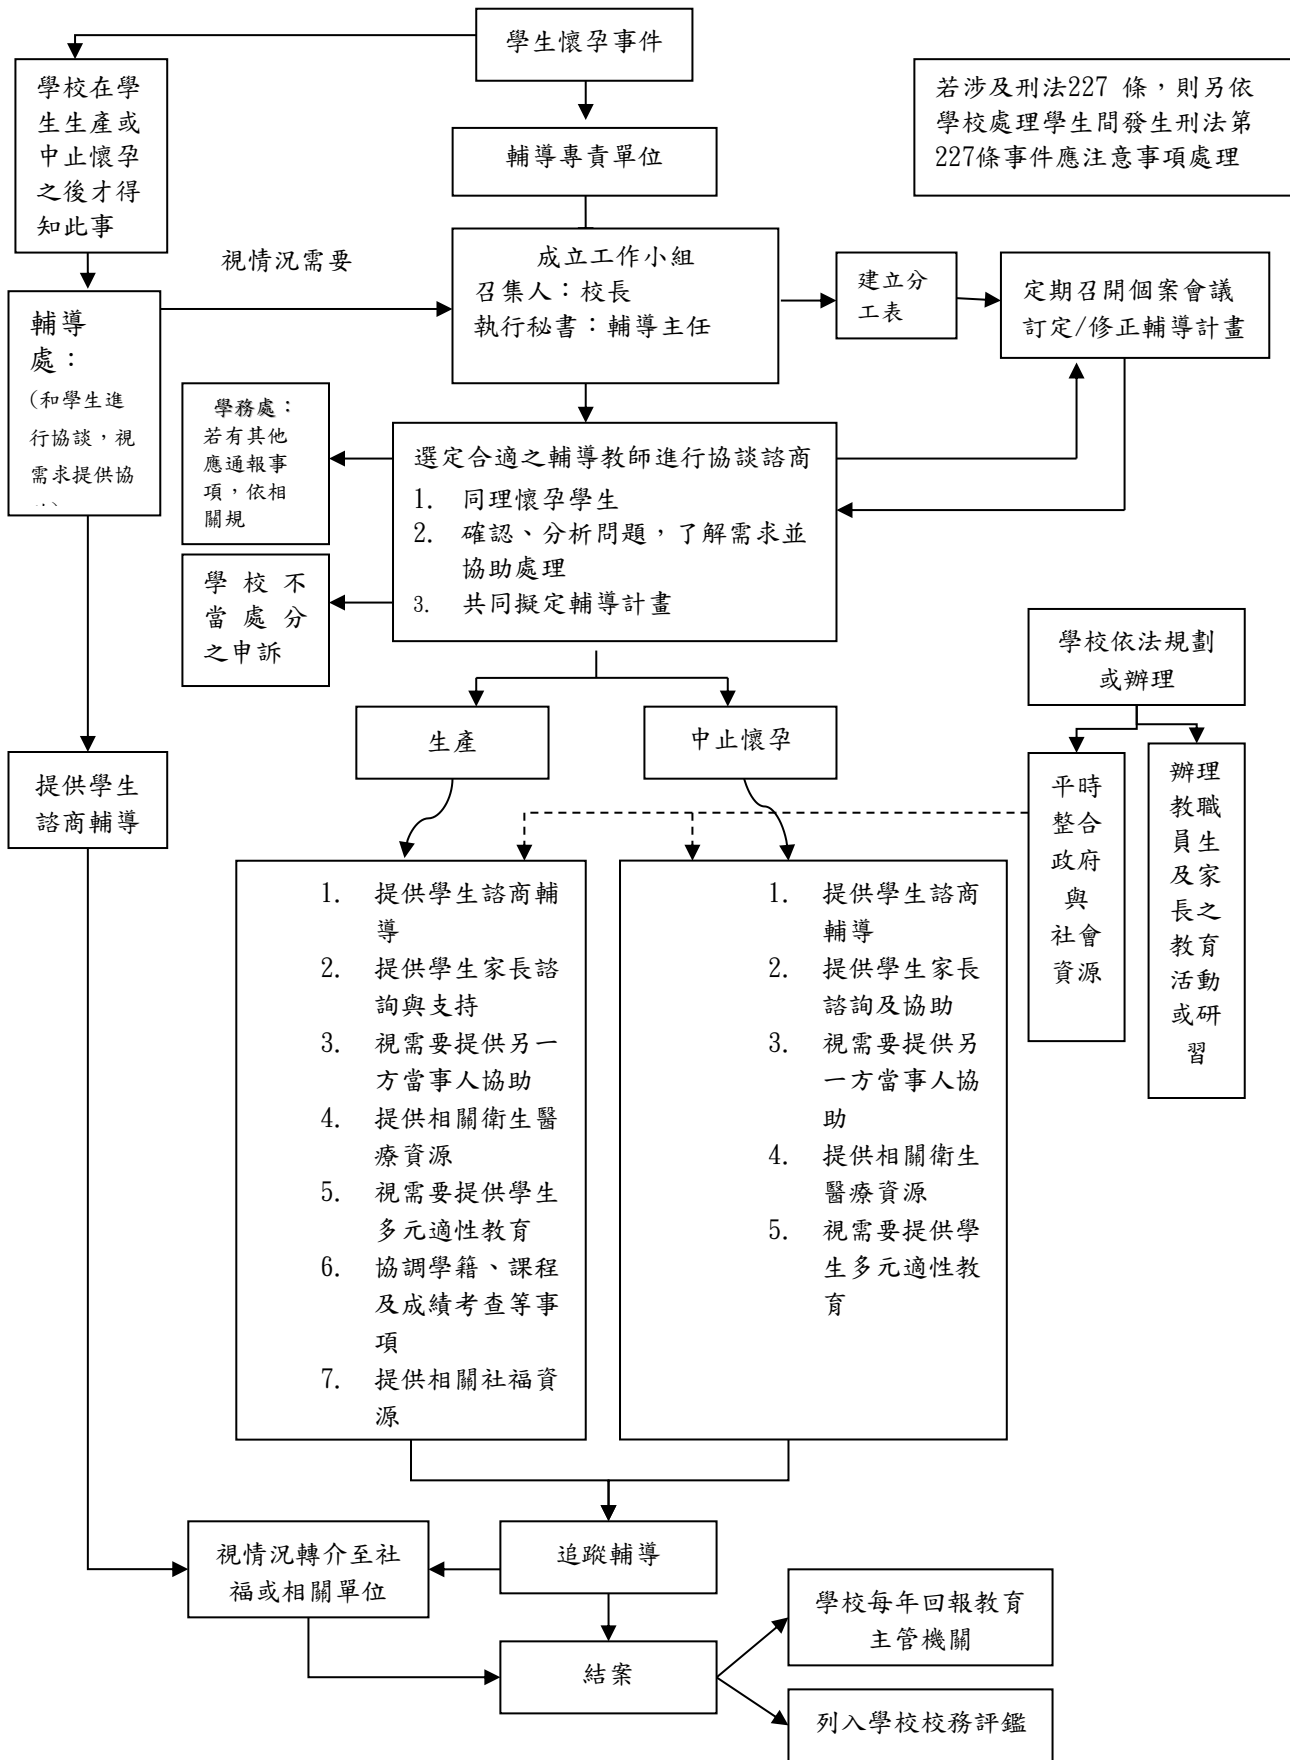 學生懷孕事件
學校在學
生生產或
中止懷孕
之後才得
知此事
若涉及刑法227 條，則另依
學校處理學生間發生刑法第
227條事件應注意事項處理
輔導專責單位
視情況需要
成立工作小組
召集人：校長
執行秘書：輔導主任
建立分
工表
定期召開個案會議
訂定/修正輔導計畫
輔導
處：
(和學生進
行協談，視
需求提供協
學務處：
若有其他
應通報事
項，依相
關規
選定合適之輔導教師進行協談諮商
1. 同理懷孕學生
2. 確認、分析問題，了解需求並
協助處理
3. 共同擬定輔導計畫
學校不
當處分
之申訴
學校依法規劃
或辦理
生產
中止懷孕
提供學生
諮商輔導
平時
整合
政府
與
社會
資源
辦理
教職
員生
及家
長之
教育
活動
或研
習
1. 提供學生諮商輔
導
2. 提供學生家長諮
詢與支持
3. 視需要提供另一
方當事人協助
4. 提供相關衛生醫
療資源
5. 視需要提供學生
多元適性教育
6. 協調學籍、課程
及成績考查等事
項
7. 提供相關社福資
源
1. 提供學生諮商
輔導
2. 提供學生家長
諮詢及協助
3. 視需要提供另
一方當事人協
助
4. 提供相關衛生
醫療資源
5. 視需要提供學
生多元適性教
育
視情況轉介至社
福或相關單位
追蹤輔導
學校每年回報教育
主管機關
結案
列入學校校務評鑑